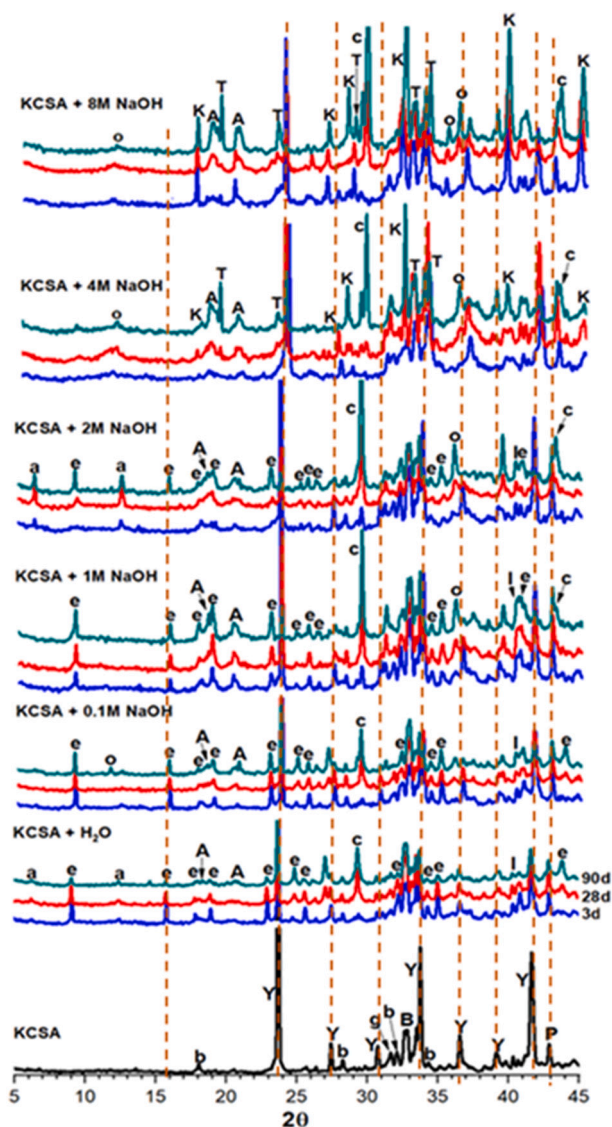 K c K K
T T c
K A T K T o K
KCSA + 8M NaOH
o K A A T K o
c
K
T T T
A K K c
KCSA + 4M NaOH
o K A T K o K
c
KCSA + 2M NaOH
a e a e e A e A e e e e e e o l e c
c
KCSA + 1M NaOH
e e e A e A e e e e e e o l e c
KCSA + 0.1M NaOH
e o e e A e A e e e c e e e l e
KCSA + H₂O
a e a e e A e A e e e c e e e l e
90d
28d
3d
Y Y
Y
KCSA
b Y b Y g b B b Y Y P
5 10 15 20 25 30 35 40 45
2θ